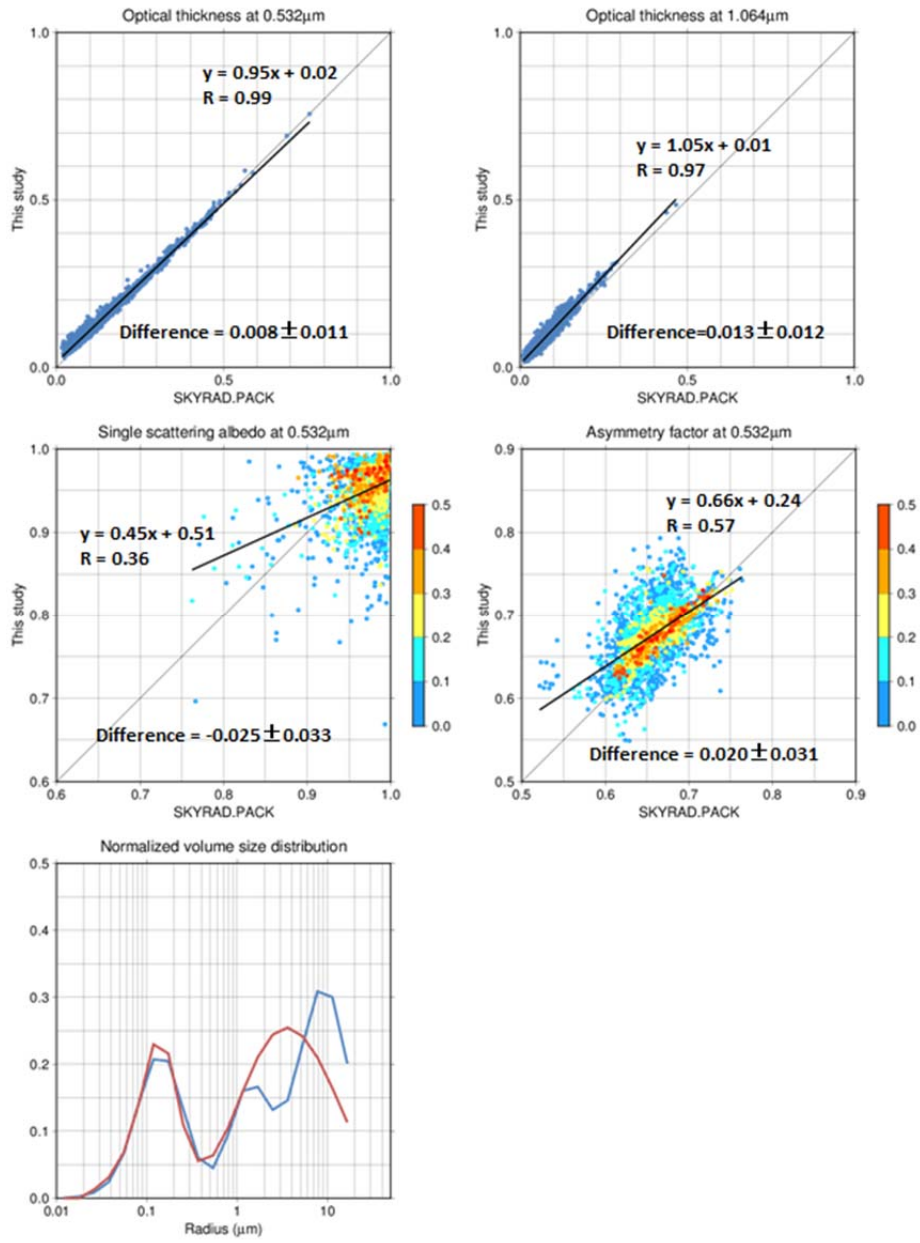 Optical thickness at 0.532μm
1.0
0.5
0.0
This study
y = 0.95x + 0.02
R = 0.99
Difference = 0.008±0.011
0.0 0.5 1.0
SKYRAD.PACK
Optical thickness at 1.064μm
1.0
0.5
0.0
This study
y = 1.05x + 0.01
R = 0.97
Difference=0.013±0.012
0.0 0.5 1.0
SKYRAD.PACK
Single scattering albedo at 0.532μm
1.0
0.9
0.8
0.7
0.6
This study
y = 0.45x + 0.51
R = 0.36
Difference = -0.025±0.033
0.6 0.7 0.8 0.9 1.0
SKYRAD.PACK
0.5
0.4
0.3
0.2
0.1
0.0
Asymmetry factor at 0.532μm
0.9
0.8
0.7
0.6
0.5
This study
y = 0.66x + 0.24
R = 0.57
Difference = 0.020±0.031
0.5 0.6 0.7 0.8 0.9
SKYRAD.PACK
0.5
0.4
0.3
0.2
0.1
0.0
Normalized volume size distribution
0.5
0.4
0.3
0.2
0.1
0.0
0.01 0.1 1 10
Radius (μm)